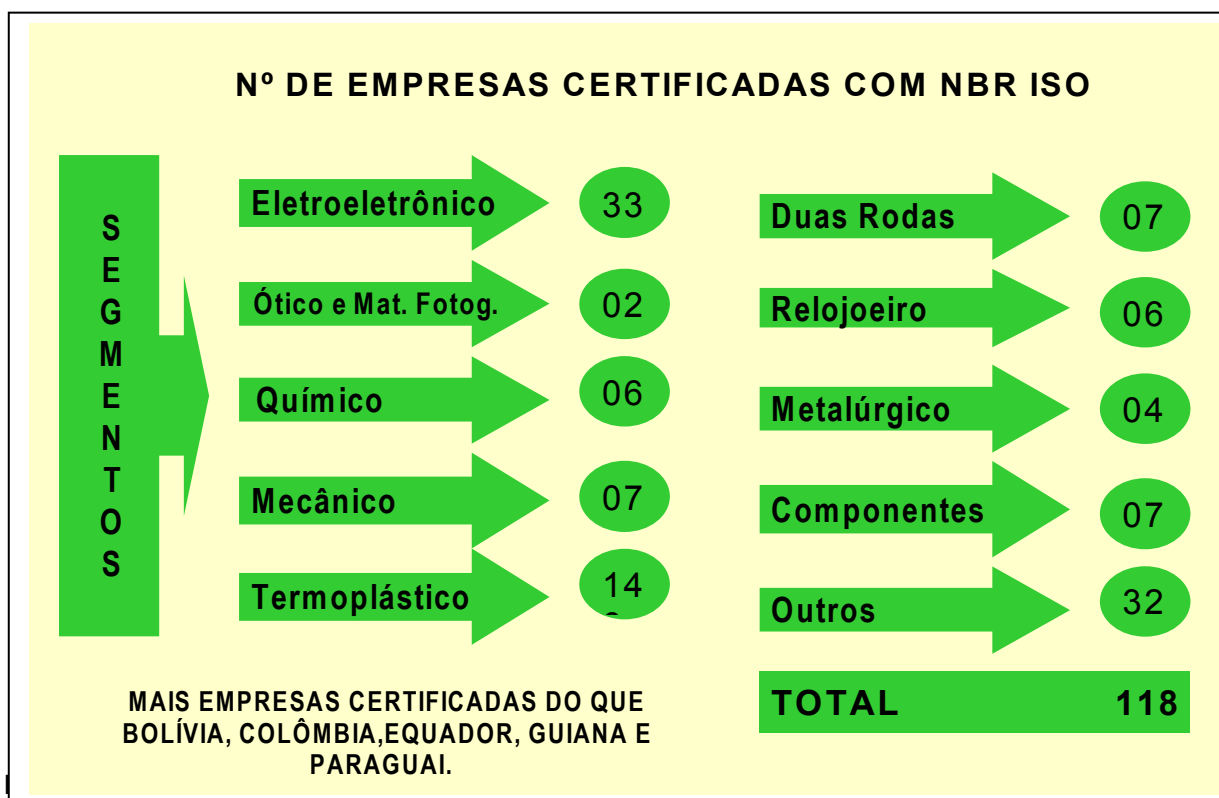 Nº DE EMPRESAS CERTIFICADAS COM NBR ISO
SEGMENTOS
Eletroeletrônico 33
Ótico e Mat. Fotog. 02
Químico 06
Mecânico 07
Termoplástico 14
Duas Rodas 07
Relojoeiro 06
Metalúrgico 04
Componentes 07
Outros 32
TOTAL 118
MAIS EMPRESAS CERTIFICADAS DO QUE
BOLÍVIA, COLÔMBIA,EQUADOR, GUIANA E
PARAGUAI.